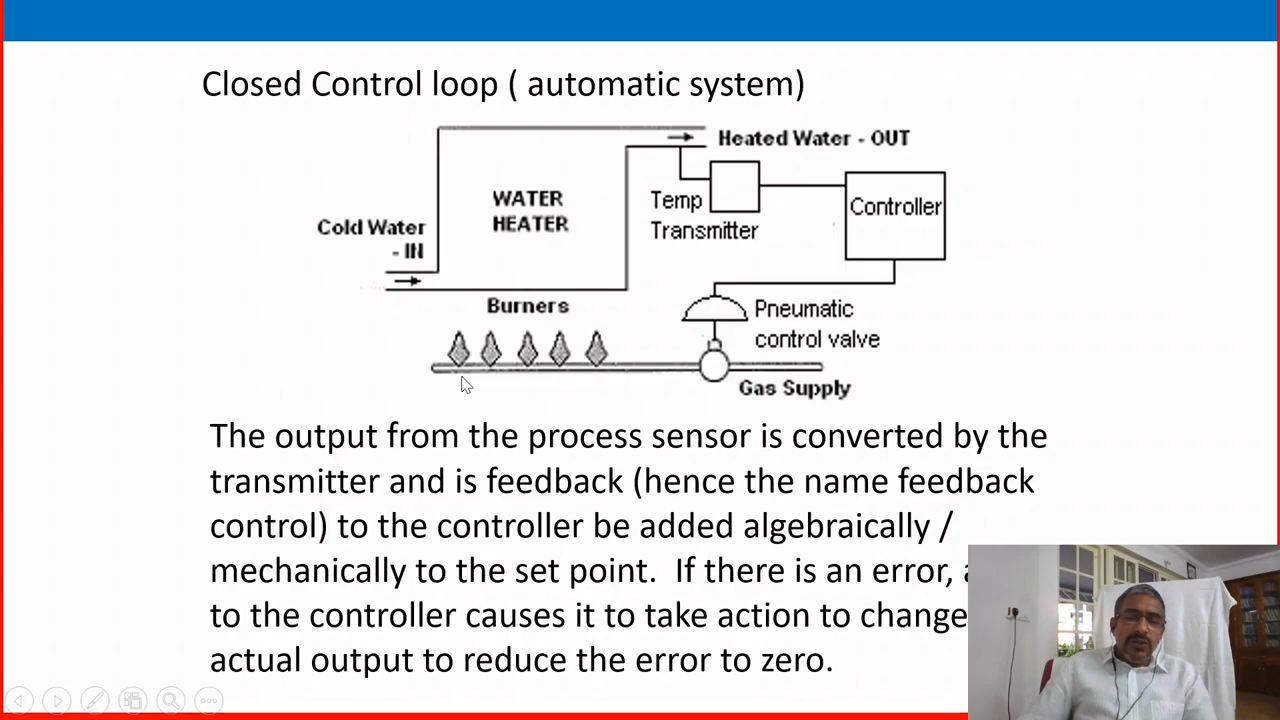 Closed Control loop ( automatic system)
Heated Water - OUT
WATER
HEATER
Temp
Transmitter
Controller
Cold Water
- IN
Burners
Pneumatic
control valve
Gas Supply
The output from the process sensor is converted by the
transmitter and is feedback (hence the name feedback
control) to the controller be added algebraically /
mechanically to the set point.  If there is an error,
to the controller causes it to take action to change
actual output to reduce the error to zero.